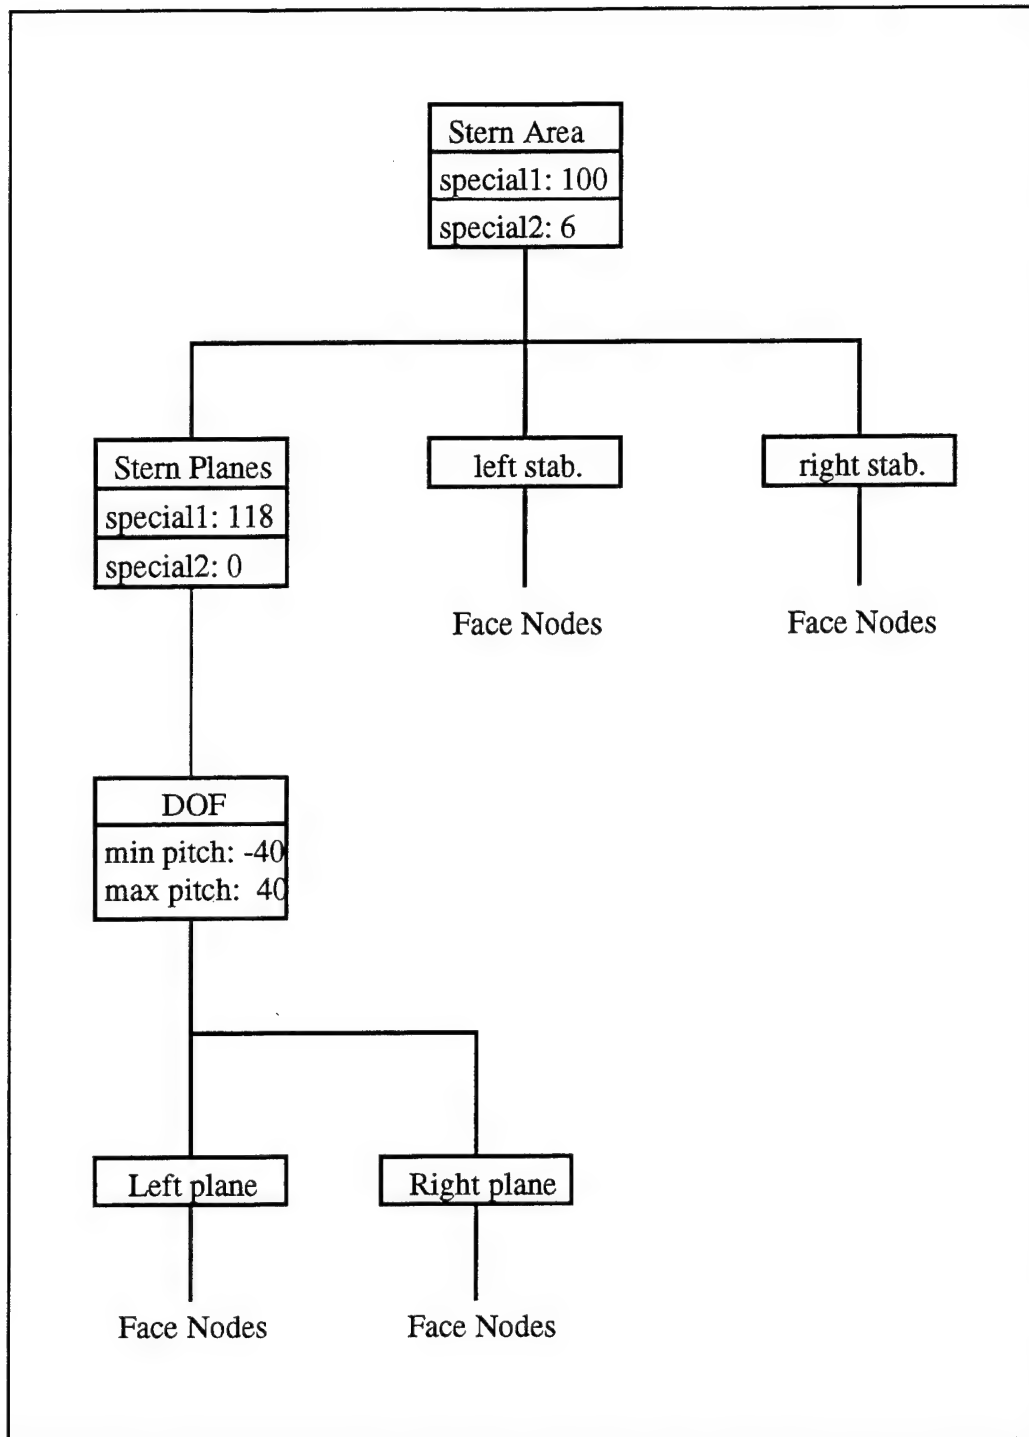 Stern Area
special1: 100
special2: 6
Stern Planes
special1: 118
special2: 0
left stab.
right stab.
Face Nodes
Face Nodes
DOF
min pitch: -40
max pitch: 40
Left plane
Right plane
Face Nodes
Face Nodes